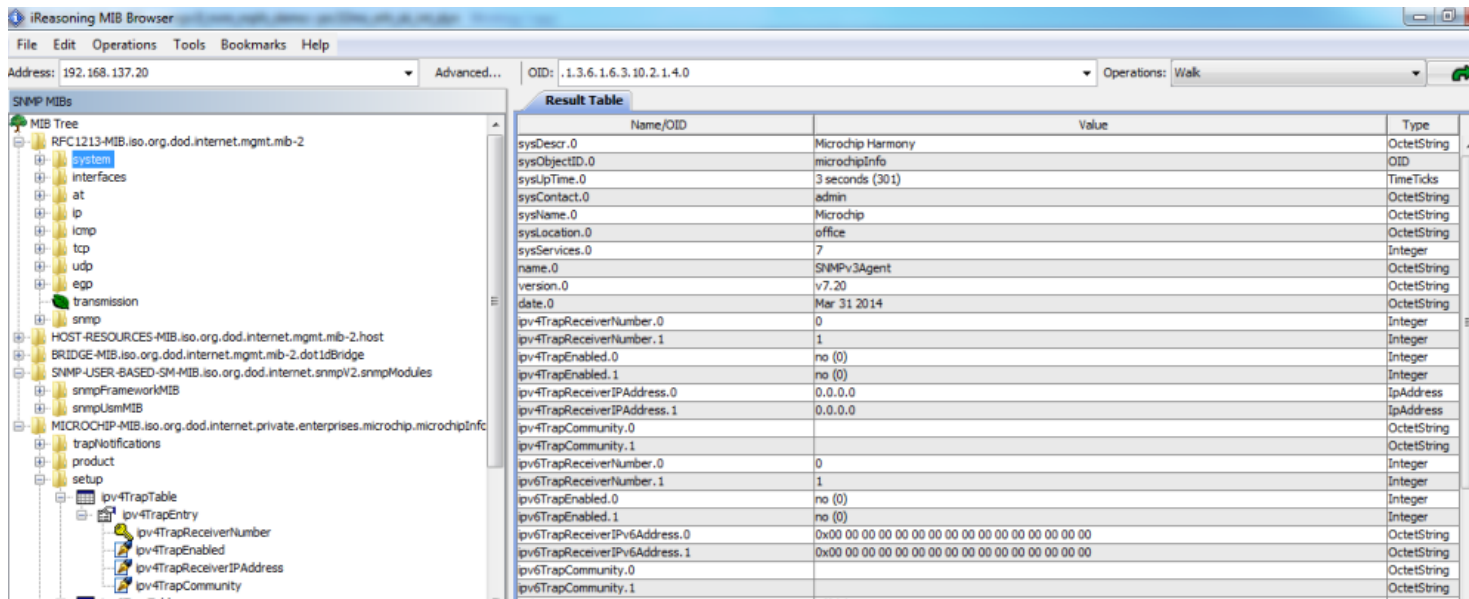 iReasoning MIB Browser
File Edit Operations Tools Bookmarks Help
Address: 192.168.137.20 Advanced... OID: .1.3.6.1.6.3.10.2.1.4.0 Operations: Walk
SNMP MIBs
MIB Tree
RFC1213-MIB.iso.org.dod.internet.mgmt.mib-2
system
interfaces
at
ip
icmp
tcp
udp
egp
transmission
snmp
HOST-RESOURCES-MIB.iso.org.dod.internet.mgmt.mib-2.host
BRIDGE-MIB.iso.org.dod.internet.mgmt.mib-2.dot1dBridge
SNMP-USER-BASED-SM-MIB.iso.org.dod.internet.snmpV2.snmpModules
snmpFrameworkMIB
snmpUsmMIB
MICROCHIP-MIB.iso.org.dod.internet.private.enterprises.microchip.microchipInfo
trapNotifications
product
setup
ipv4TrapTable
ipv4TrapEntry
ipv4TrapReceiverNumber
ipv4TrapEnabled
ipv4TrapReceiverIPAddress
ipv4TrapCommunity
Result Table
Name/OID Value Type
sysDescr.0 Microchip Harmony OctetString
sysObjectID.0 microchipInfo OID
sysUpTime.0 3 seconds (301) TimeTicks
sysContact.0 admin OctetString
sysName.0 Microchip OctetString
sysLocation.0 office OctetString
sysServices.0 7 Integer
name.0 SNMPv3Agent OctetString
version.0 v7.20 OctetString
date.0 Mar 31 2014 OctetString
ipv4TrapReceiverNumber.0 0 Integer
ipv4TrapReceiverNumber.1 1 Integer
ipv4TrapEnabled.0 no (0) Integer
ipv4TrapEnabled.1 no (0) Integer
ipv4TrapReceiverIPAddress.0 0.0.0.0 IpAddress
ipv4TrapReceiverIPAddress.1 0.0.0.0 IpAddress
ipv4TrapCommunity.0 OctetString
ipv4TrapCommunity.1 OctetString
ipv6TrapReceiverNumber.0 0 Integer
ipv6TrapReceiverNumber.1 1 Integer
ipv6TrapEnabled.0 no (0) Integer
ipv6TrapEnabled.1 no (0) Integer
ipv6TrapReceiverIPv6Address.0 0x00 00 00 00 00 00 00 00 00 00 00 00 00 00 00 00 OctetString
ipv6TrapReceiverIPv6Address.1 0x00 00 00 00 00 00 00 00 00 00 00 00 00 00 00 00 OctetString
ipv6TrapCommunity.0 OctetString
ipv6TrapCommunity.1 OctetString